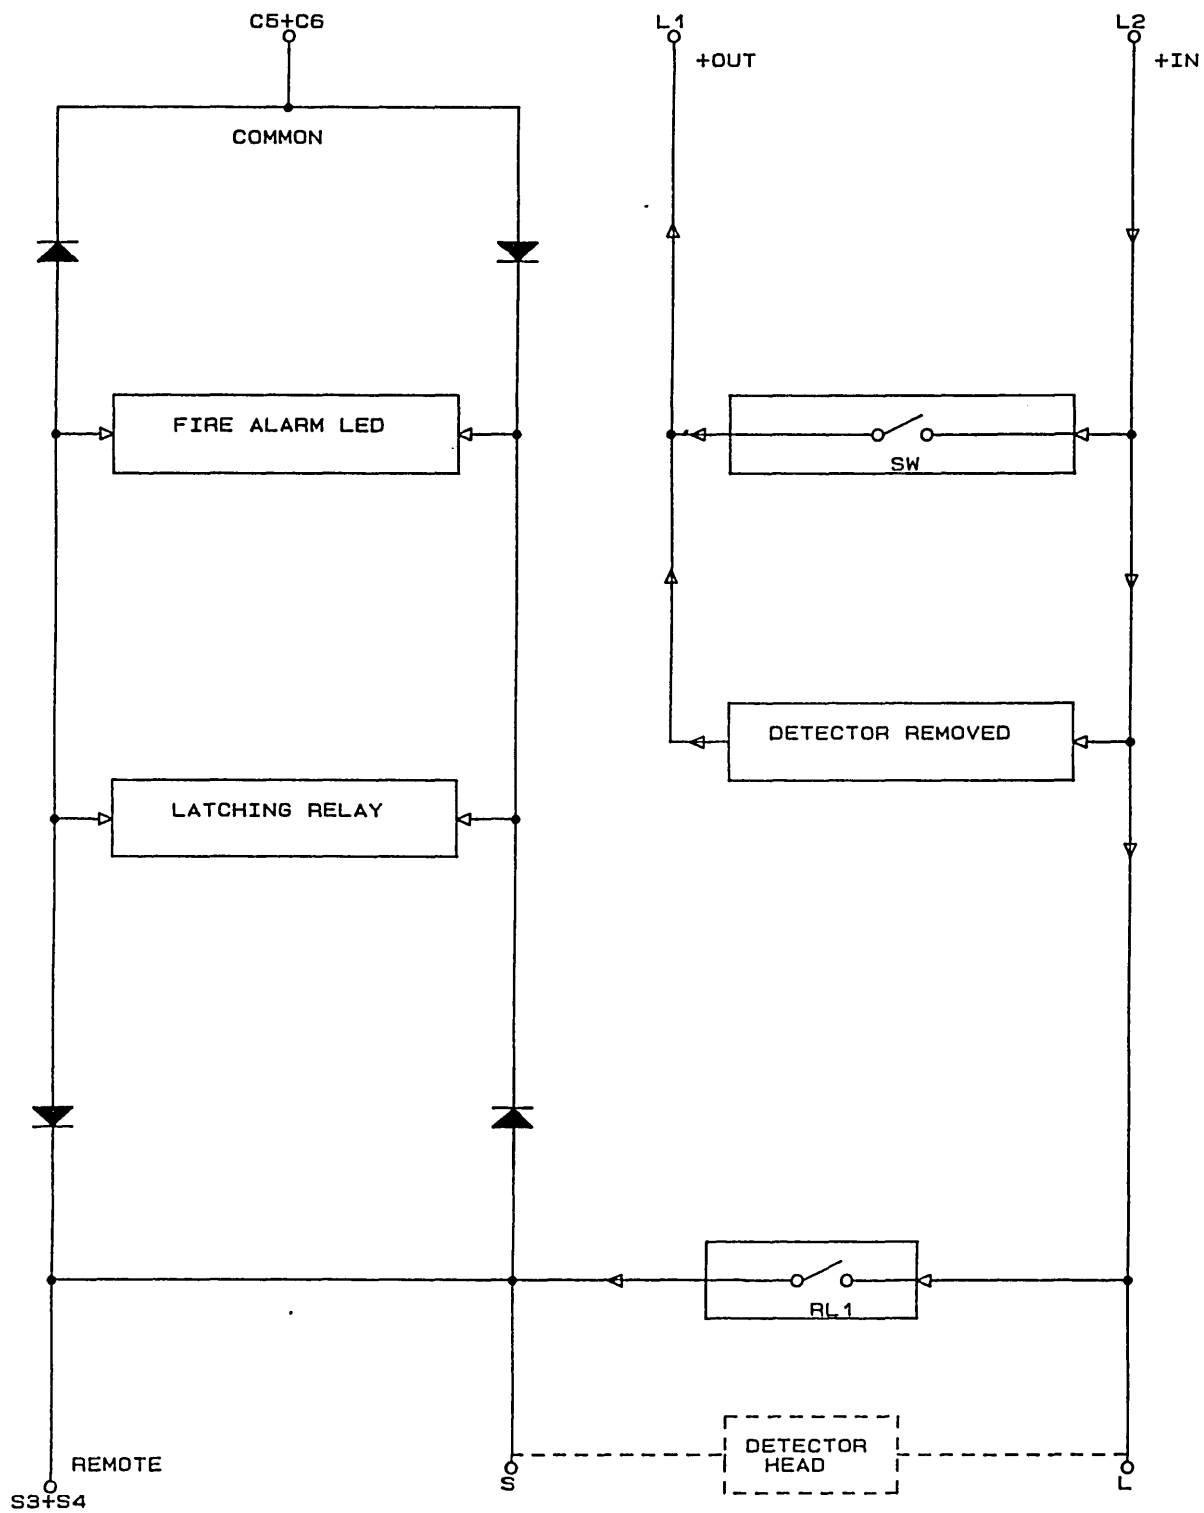 C5+C6
L1
L2
+OUT
+IN
COMMON
FIRE ALARM LED
SW
DETECTOR REMOVED
LATCHING RELAY
RL1
DETECTOR
HEAD
REMOTE
S
L
S3+S4